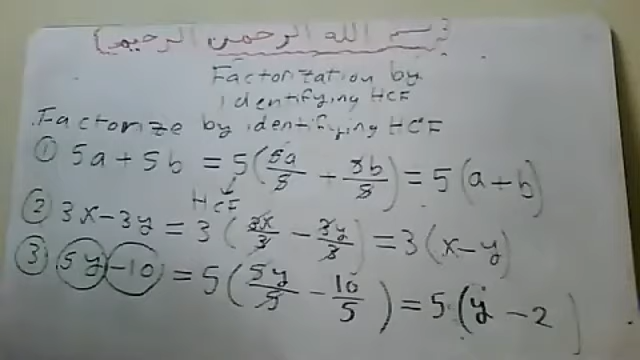 بسم الله الرحمن الرحيم
Factorization by
identifying HCF
Factorize by identifying HCF
① 5a + 5b = 5(5a/5 + 5b/5) = 5(a+b)
HCF
② 3x - 3y = 3(3x/3 - 3y/3) = 3(x-y)
③ 5y - 10 = 5(5y/5 - 10/5) = 5(y - 2)